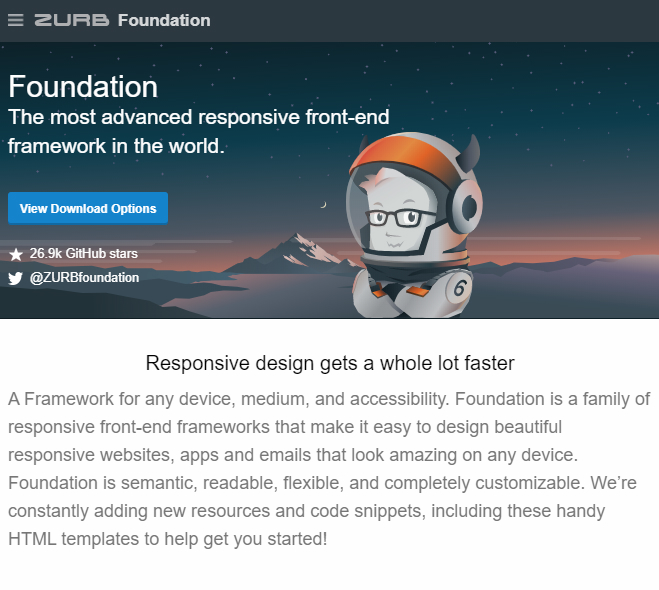 ZURB Foundation
Foundation
The most advanced responsive front-end
framework in the world.
View Download Options
26.9k GitHub stars
@ZURBfoundation
6
Responsive design gets a whole lot faster
A Framework for any device, medium, and accessibility. Foundation is a family of
responsive front-end frameworks that make it easy to design beautiful
responsive websites, apps and emails that look amazing on any device.
Foundation is semantic, readable, flexible, and completely customizable. We’re
constantly adding new resources and code snippets, including these handy
HTML templates to help get you started!